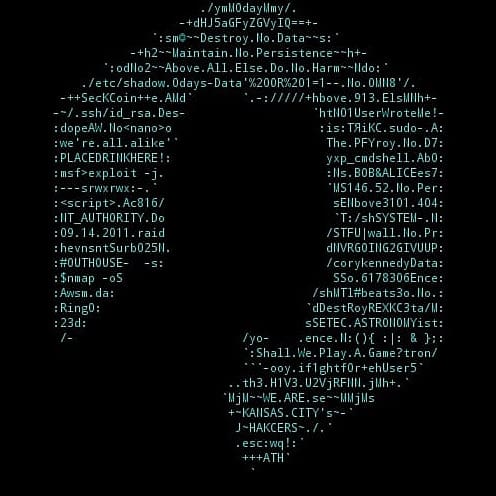 ./ymM0dayMmy/.
-+dHJ5aGFyZGVyIQ==+-
`:sm©~~Destroy.No.Data~~s:`
-+h2~~Maintain.No.Persistence~~h+-
`:odNo2~~Above.All.Else.Do.No.Harm~~Ndo:`
./etc/shadow.0days-Data'%20OR%201=1--.No.0MN8'/.
-++SecKCoin++e.AMd` `.-://///+hbove.913.ElsMNh+-
-~/.ssh/id_rsa.Des- `htN01UserWroteMe!-
:dopeAW.No<nano>o :is:TЯiKC.sudo-.A:
:we're.all.alike'` The.PFYroy.No.D7:
:PLACEDRINKHERE!: yxp_cmdshell.Ab0:
:msf>exploit -j. :Ns.BOB&ALICEes7:
:---srwxrwx:-.` `MS146.52.No.Per:
:<script>.Ac816/ sENbove3101.404:
:NT_AUTHORITY.Do `T:/shSYSTEM-.N:
:09.14.2011.raid /STFU|wall.No.Pr:
:hevnsntSurb025N. dNVRGOING2GIVUUP:
:#OUTHOUSE- -s: /corykennedyData:
:$nmap -oS SSo.6178306Ence:
:Awsm.da: /shMTl#beats3o.No.:
:Ring0: `dDestRoyREXKC3ta/M:
:23d: sSETEC.ASTRONOMYist:
/- /yo- .ence.N:(){ :|: & };:
`:Shall.We.Play.A.Game?tron/
```-ooy.if1ghtf0r+ehUser5`
..th3.H1V3.U2VjRFNN.jMh+.`
`MjM~~WE.ARE.se~~MMjMs
+~KANSAS.CITY's~-`
J~HAKCERS~./.`
.esc:wq!:`
+++ATH`
`